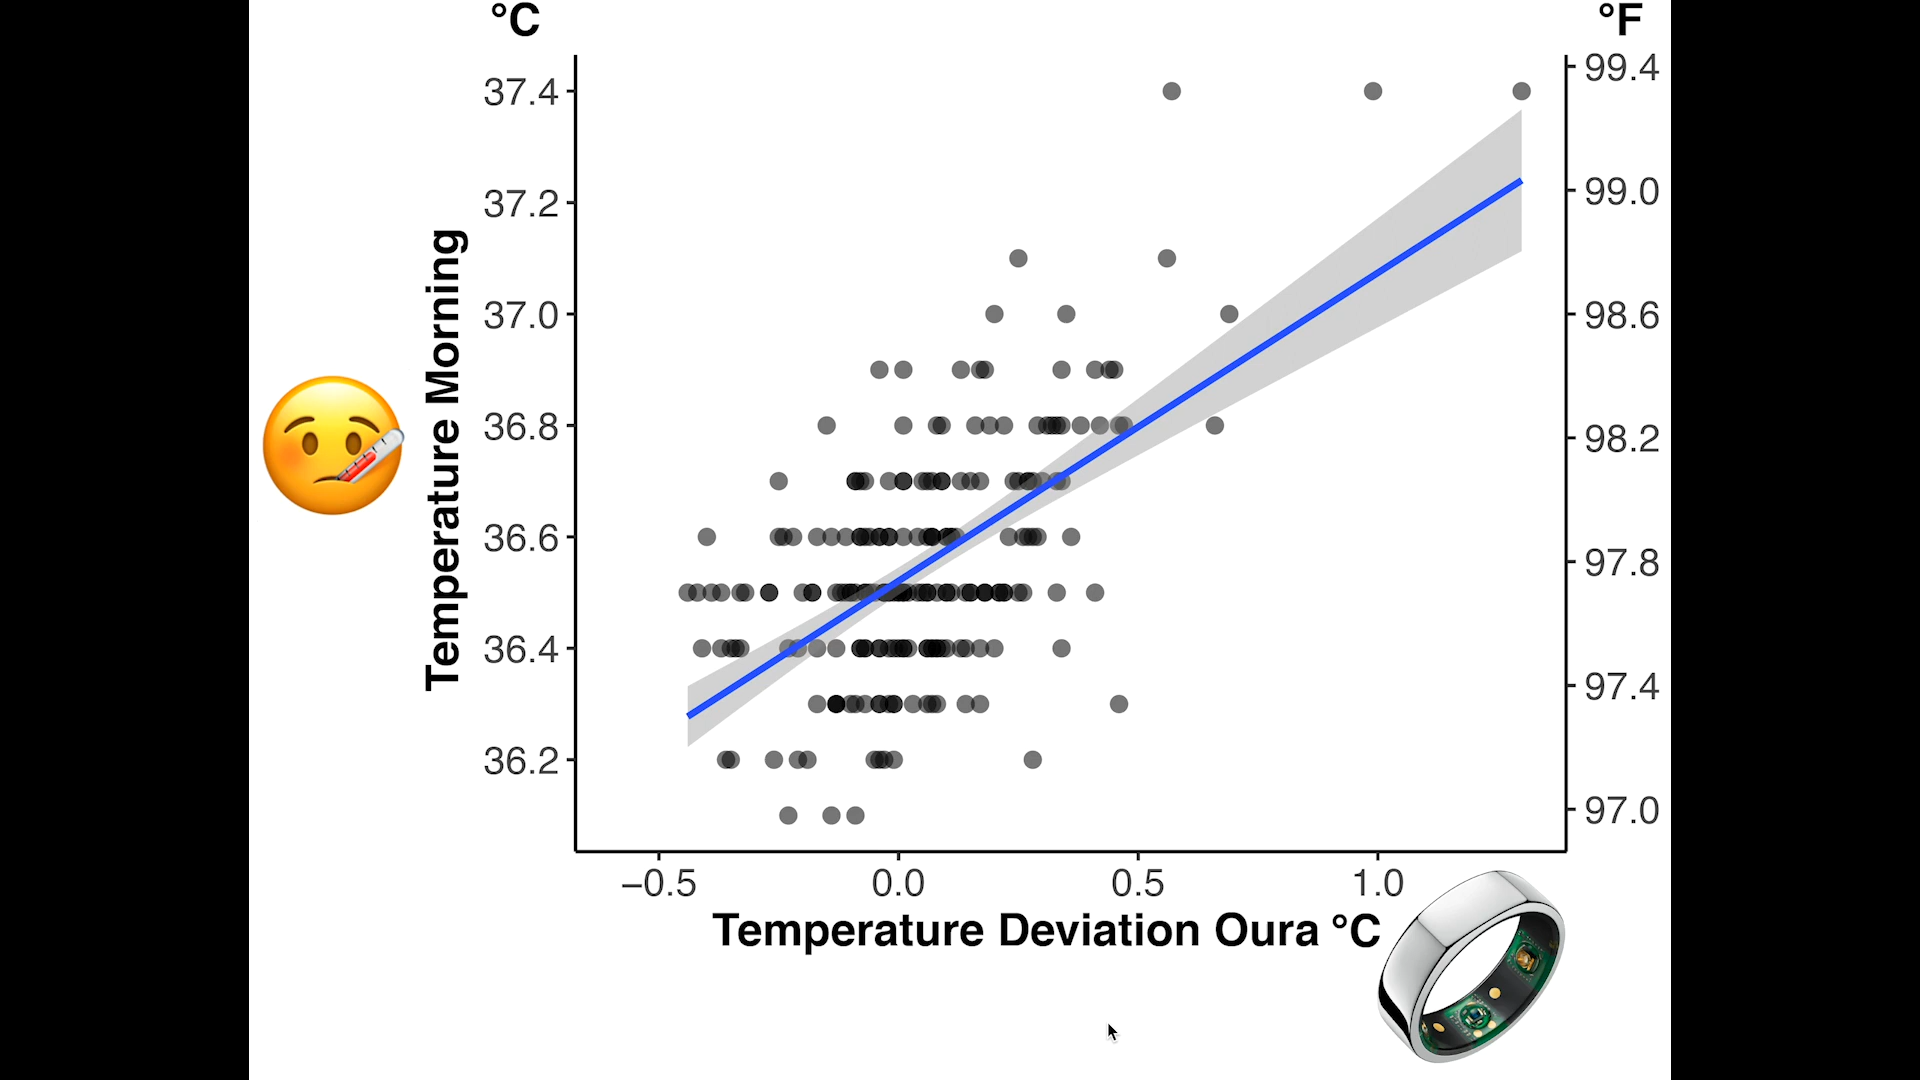 °C
°F
37.4
37.2
37.0
36.8
36.6
36.4
36.2
Temperature Morning
99.4
99.0
98.6
98.2
97.8
97.4
97.0
−0.5 0.0 0.5 1.0
Temperature Deviation Oura °C